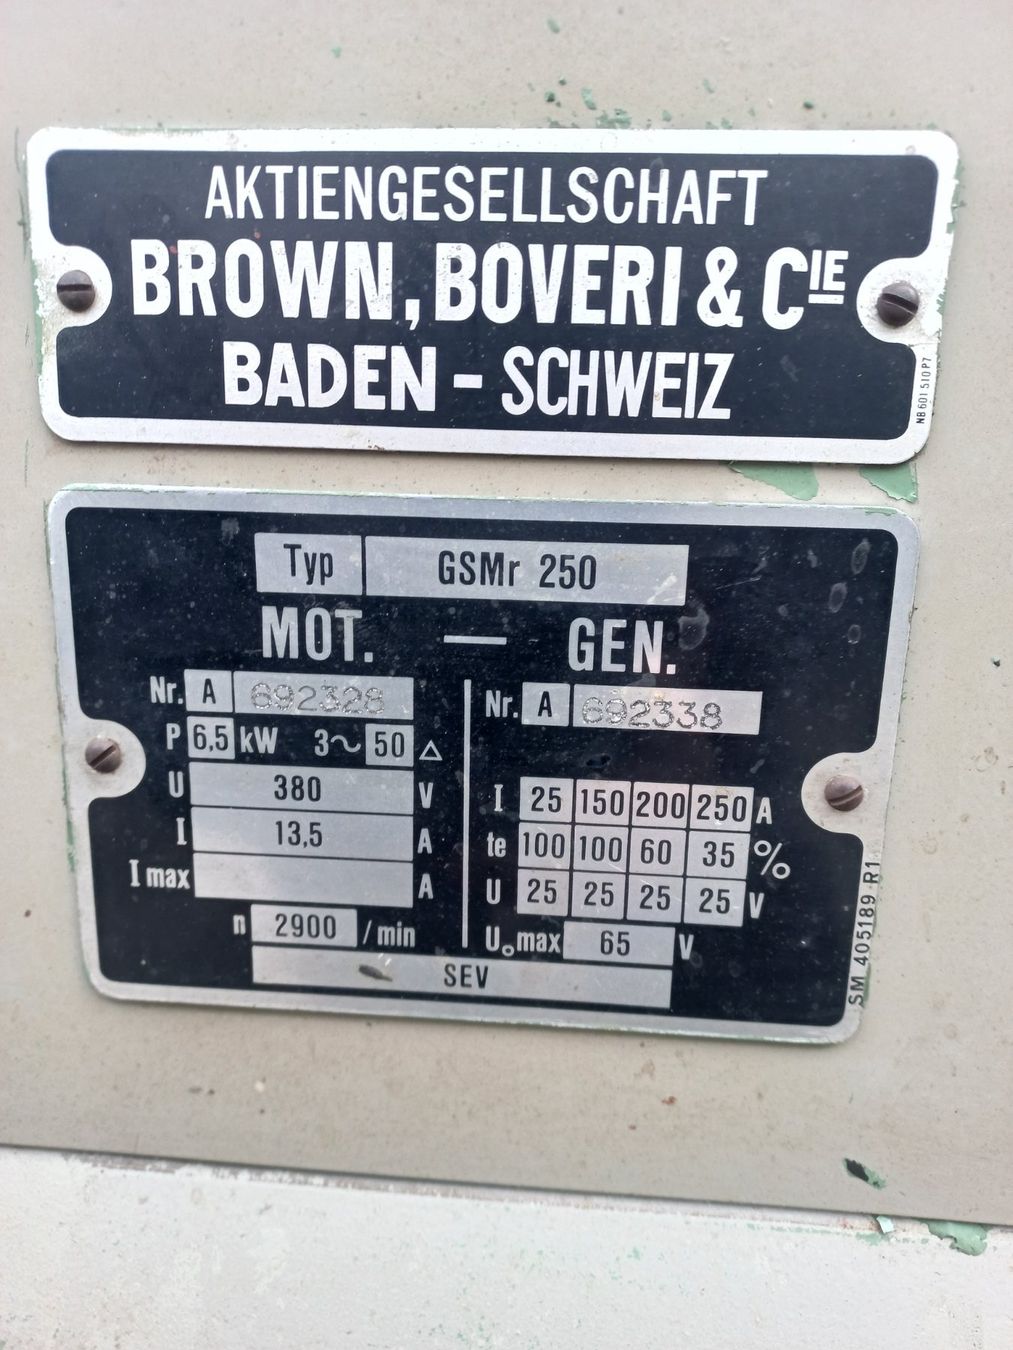 AKTIENGESELLSCHAFT
BROWN, BOVERI & CIE
BADEN - SCHWEIZ
NB 601 510 P7
Typ GSMr 250
MOT. — GEN.
Nr. A 692328
P 6,5 kW 3~ 50 △
U 380 V
I 13,5 A
I max A
n 2900 / min
Nr. A 692338
I 25 150 200 250 A
te 100 100 60 35 %
U 25 25 25 25 V
U₀ max 65 V
SEV
SM 405189 R1